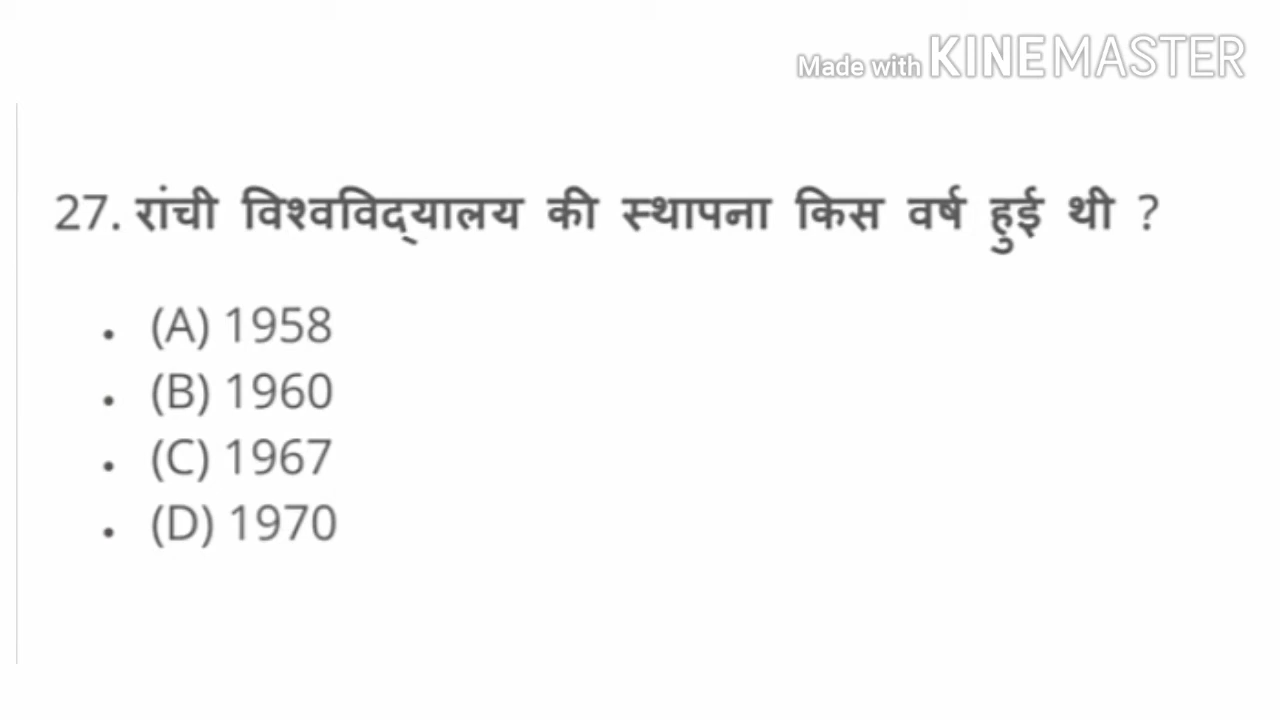 Made with KINEMASTER
27. रांची विश्वविद्यालय की स्थापना किस वर्ष हुई थी ?
• (A) 1958
• (B) 1960
• (C) 1967
• (D) 1970